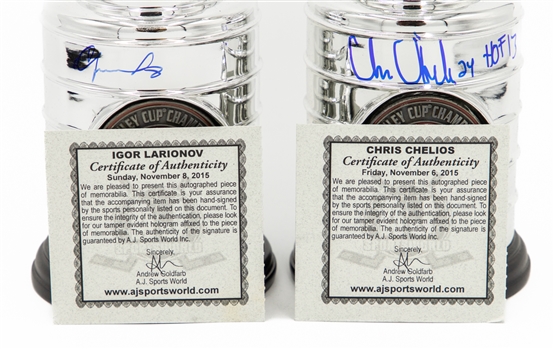 Chris Chelios 24 HOF 13
LEY CUP CHAM
LEY CUP CHAMP
IGOR LARIONOV
Certificate of Authenticity
Sunday, November 8, 2015
We are pleased to present this autographed piece
of memorabilia. This certificate is your assurance
that the accompanying item has been hand-signed
by the sports personality listed on this document. To
ensure the integrity of the authentication, please look
for our tamper evident hologram affixed to the piece
of memorabilia. The authenticity of the signature is
guaranteed by A.J. Sports World Inc.
Sincerely,
Andrew Goldfarb
A.J. Sports World
www.ajsportsworld.com
CHRIS CHELIOS
Certificate of Authenticity
Friday, November 6, 2015
We are pleased to present this autographed piece
of memorabilia. This certificate is your assurance
that the accompanying item has been hand-signed
by the sports personality listed on this document. To
ensure the integrity of the authentication, please look
for our tamper evident hologram affixed to the piece
of memorabilia. The authenticity of the signature is
guaranteed by A.J. Sports World Inc.
Sincerely,
Andrew Goldfarb
A.J. Sports World
www.ajsportsworld.com